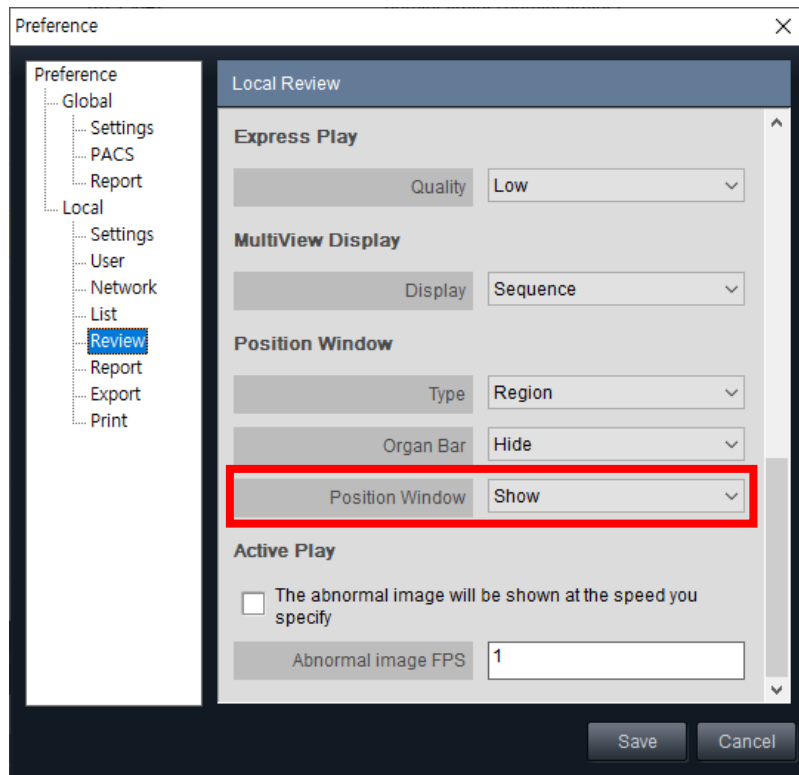 Preference
Preference
Global
Settings
PACS
Report
Local
Settings
User
Network
List
Review
Report
Export
Print
Local Review
Express Play
Quality Low
MultiView Display
Display Sequence
Position Window
Type Region
Organ Bar Hide
Position Window Show
Active Play
The abnormal image will be shown at the speed you
specify
Abnormal image FPS 1
Save Cancel